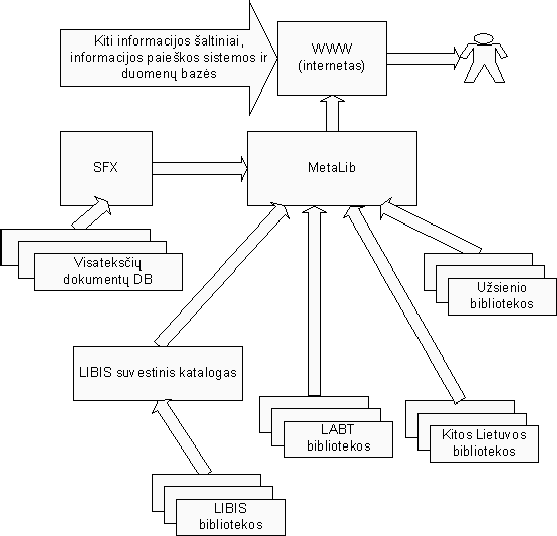 Kiti informacijos šaltiniai,
informacijos paieškos sistemos ir
duomenų bazės
WWW
(internetas)
SFX
MetaLib
Visateksčių
dokumentų DB
Užsienio
bibliotekos
LIBIS suvestinis katalogas
LABT
bibliotekos
Kitos Lietuvos
bibliotekos
LIBIS
bibliotekos